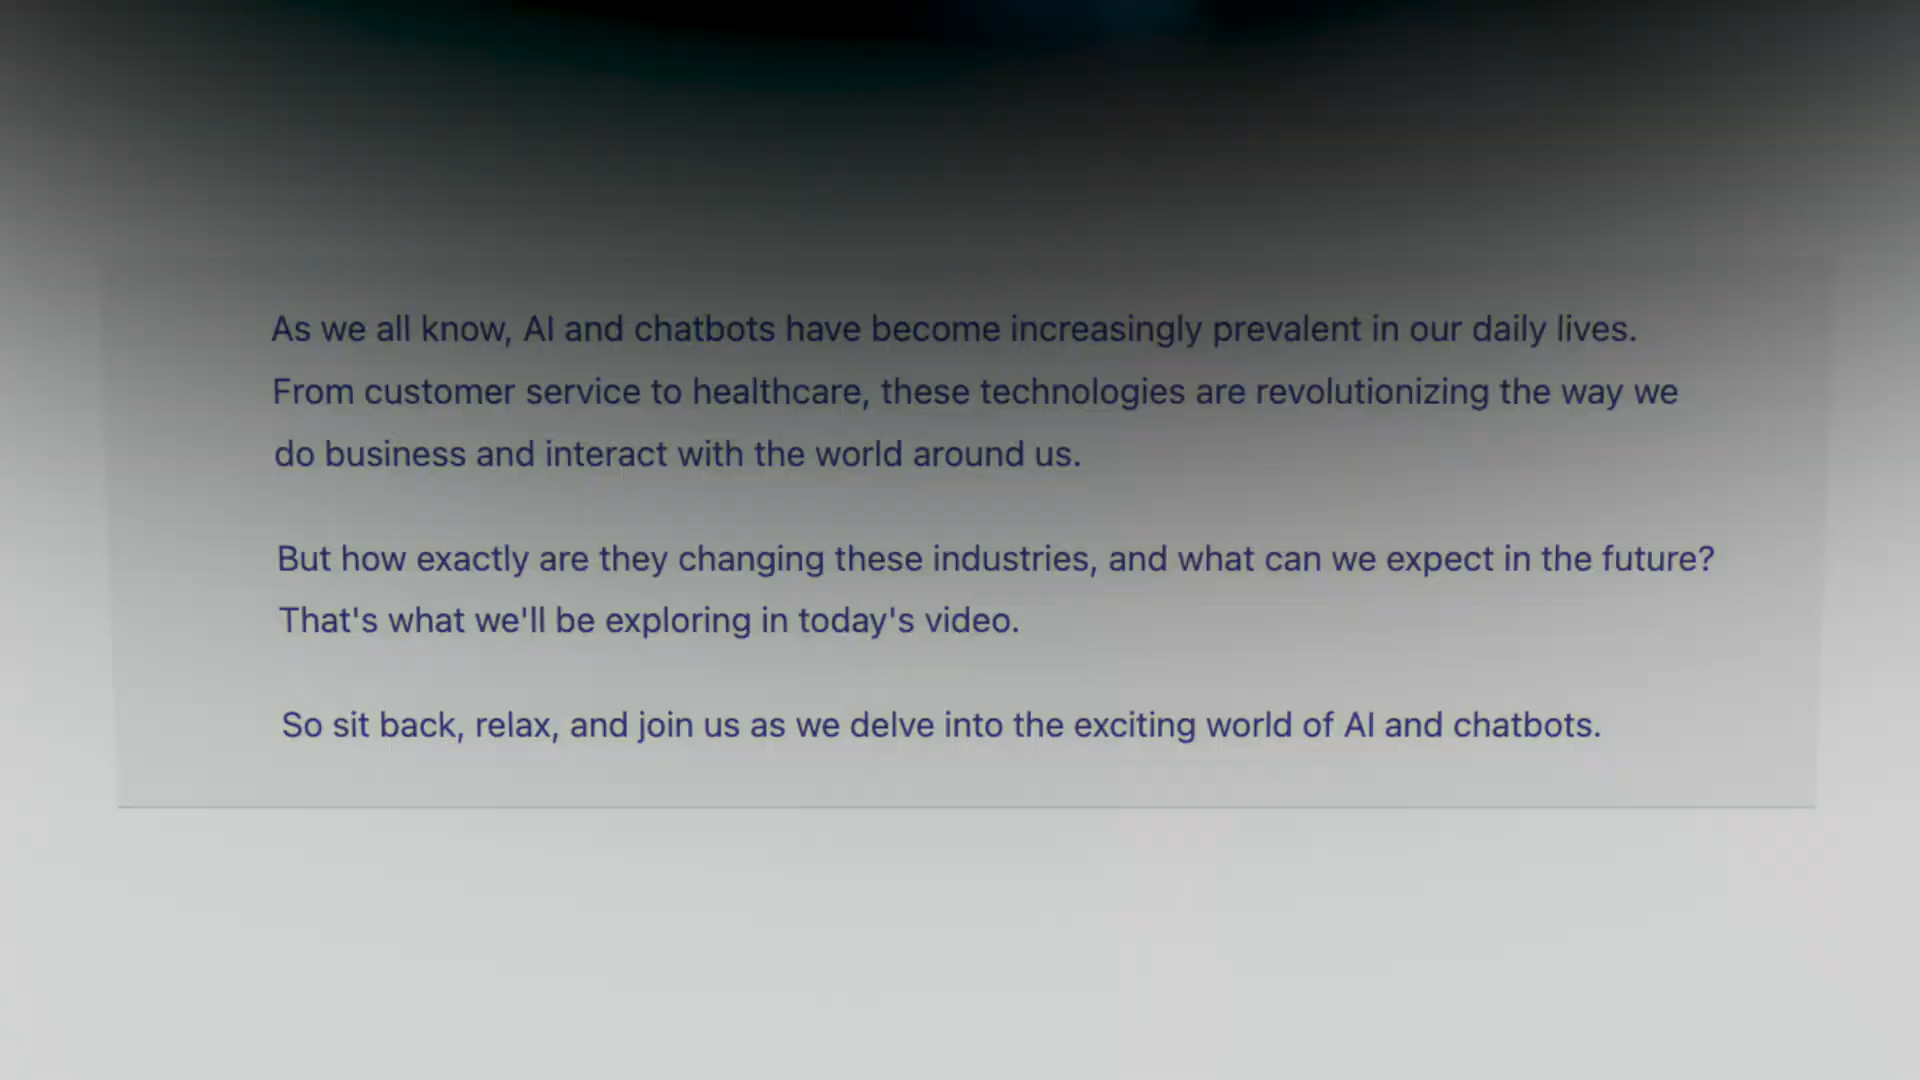 As we all know, AI and chatbots have become increasingly prevalent in our daily lives.
From customer service to healthcare, these technologies are revolutionizing the way we
do business and interact with the world around us.
But how exactly are they changing these industries, and what can we expect in the future?
That's what we'll be exploring in today's video.
So sit back, relax, and join us as we delve into the exciting world of AI and chatbots.